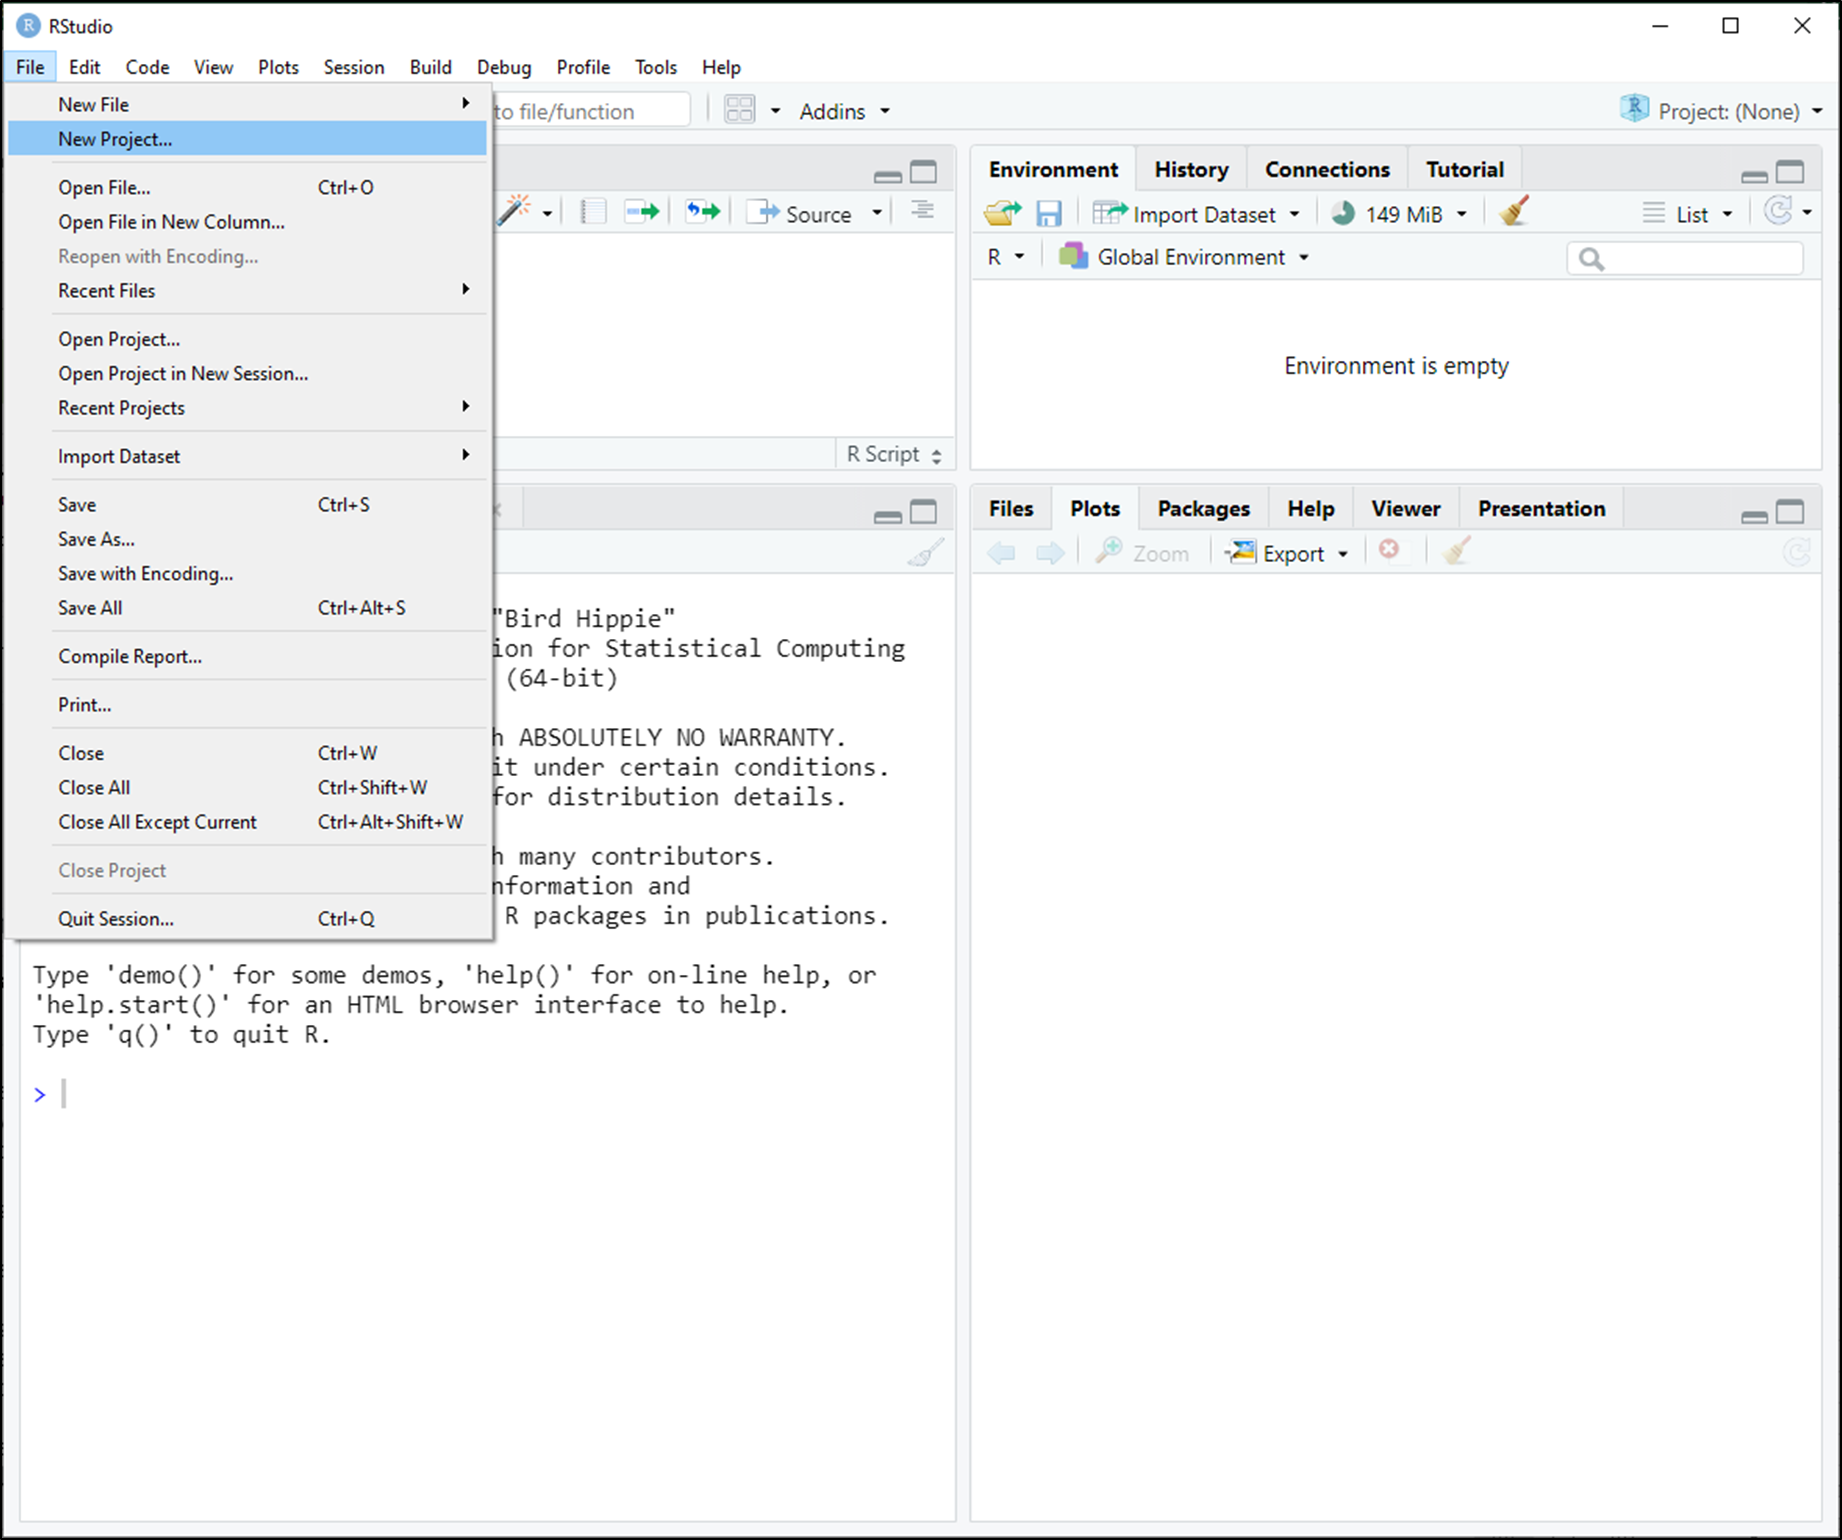 RStudio
File Edit Code View Plots Session Build Debug Profile Tools Help
to file/function Addins Project: (None)
New File
New Project...
Open File... Ctrl+O
Open File in New Column...
Reopen with Encoding...
Recent Files
Open Project...
Open Project in New Session...
Recent Projects
Import Dataset
Save Ctrl+S
Save As...
Save with Encoding...
Save All Ctrl+Alt+S
Compile Report...
Print...
Close Ctrl+W
Close All Ctrl+Shift+W
Close All Except Current Ctrl+Alt+Shift+W
Close Project
Quit Session... Ctrl+Q
Source
R Script
"Bird Hippie"
ion for Statistical Computing
(64-bit)
h ABSOLUTELY NO WARRANTY.
it under certain conditions.
for distribution details.
h many contributors.
nformation and
R packages in publications.
Type 'demo()' for some demos, 'help()' for on-line help, or
'help.start()' for an HTML browser interface to help.
Type 'q()' to quit R.
>
Environment History Connections Tutorial
Import Dataset 149 MiB List
R Global Environment
Environment is empty
Files Plots Packages Help Viewer Presentation
Zoom Export